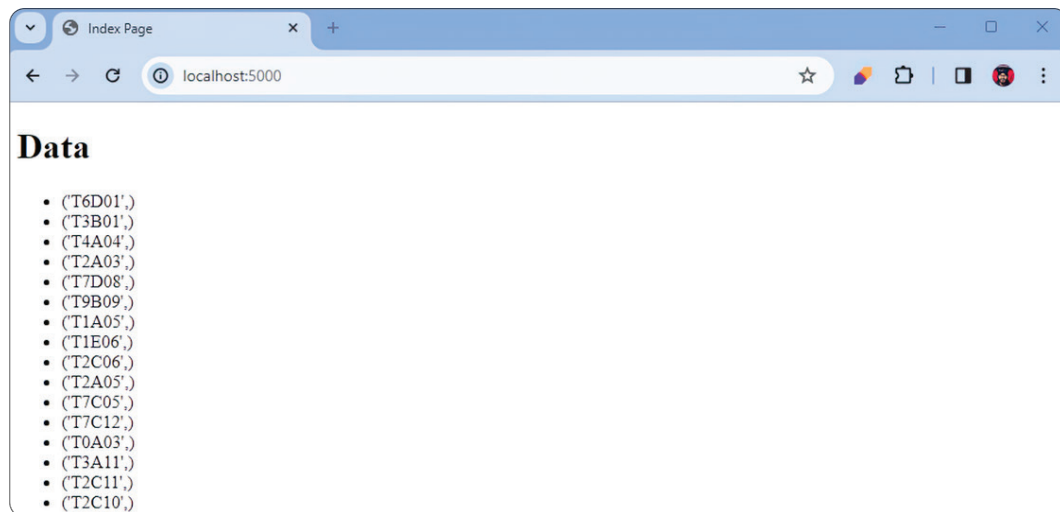 Index Page
localhost:5000
Data
('T6D01',)
('T3B01',)
('T4A04',)
('T2A03',)
('T7D08',)
('T9B09',)
('T1A05',)
('T1E06',)
('T2C06',)
('T2A05',)
('T7C05',)
('T7C12',)
('T0A03',)
('T3A11',)
('T2C11',)
('T2C10',)